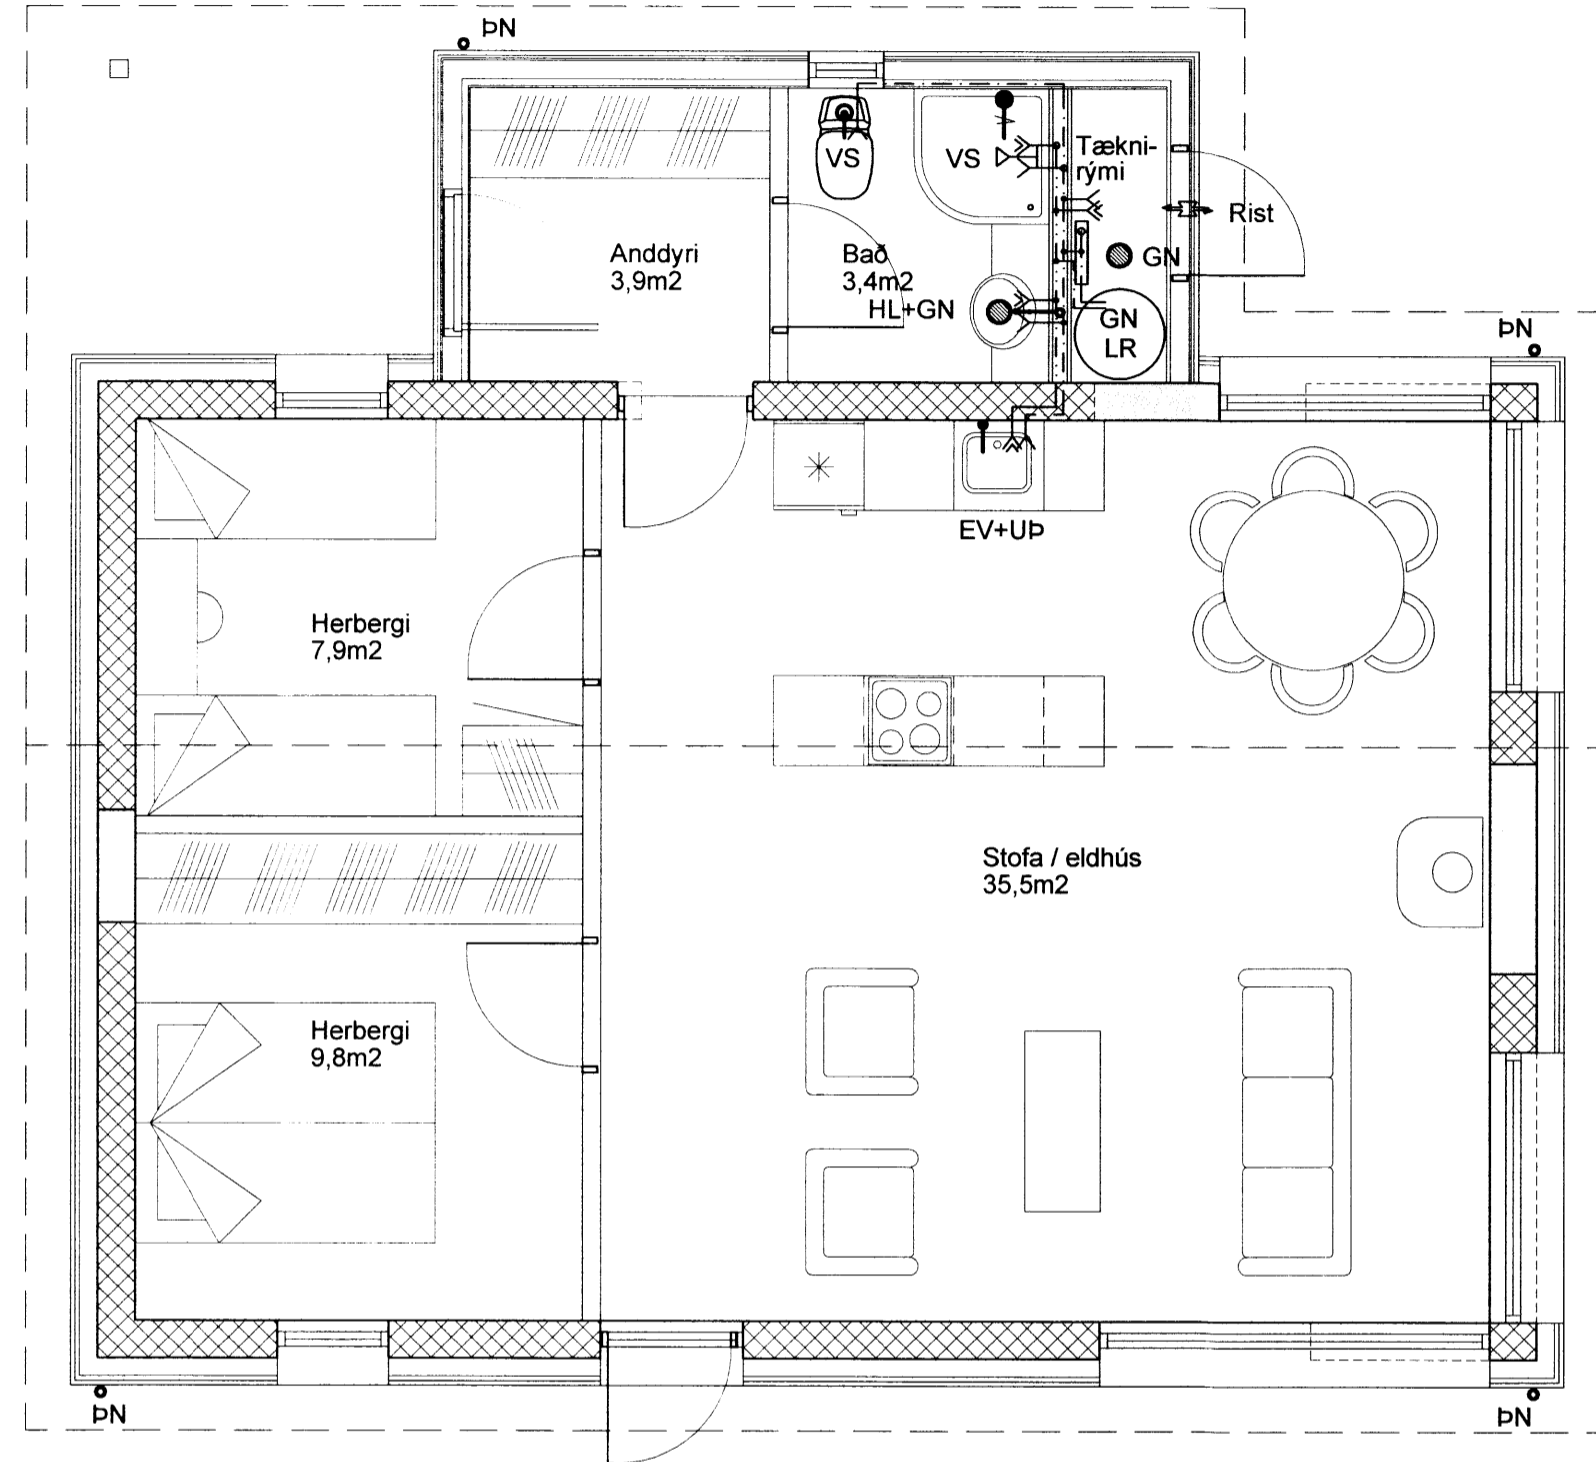 ÞN
VS
VS
Tækni-
rými
Rist
Anddyri
3,9m2
Bað
3,4m2
GN
HL+GN
GN
LR
ÞN
EV+UÞ
Herbergi
7,9m2
Stofa / eldhús
35,5m2
Herbergi
9,8m2
ÞN
ÞN